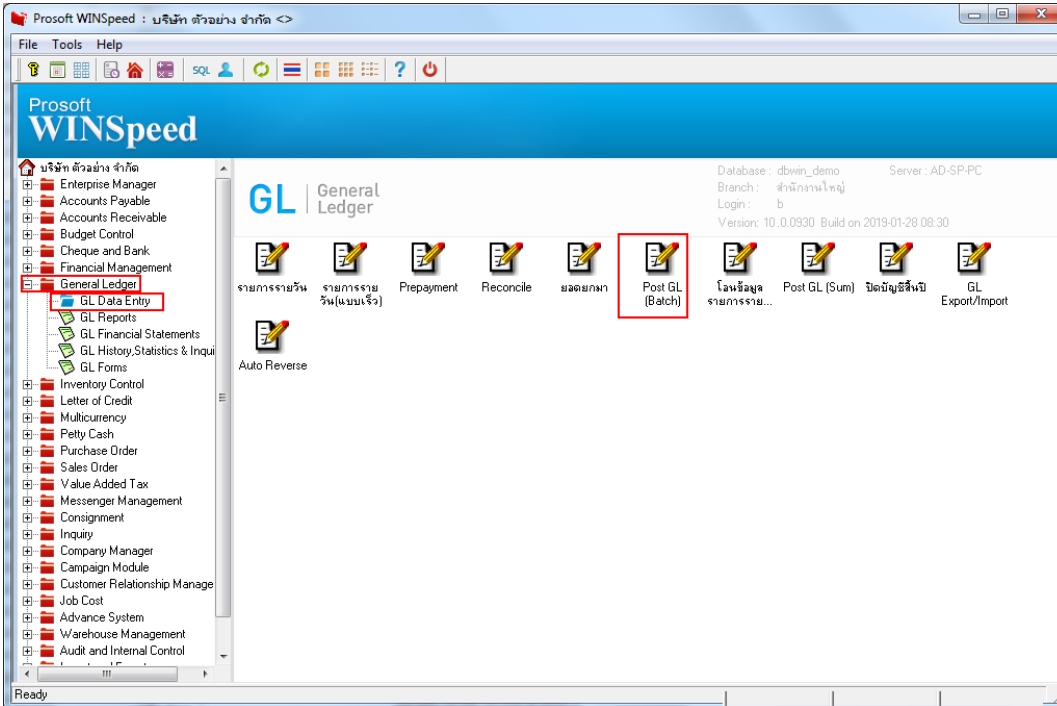 Prosoft WINSpeed : บริษัท ตัวอย่าง จำกัด <>
File Tools Help
SQL
Prosoft
WINSpeed
บริษัท ตัวอย่าง จำกัด
Enterprise Manager
Accounts Payable
Accounts Receivable
Budget Control
Cheque and Bank
Financial Management
General Ledger
GL Data Entry
GL Reports
GL Financial Statements
GL History,Statistics & Inqui
GL Forms
Inventory Control
Letter of Credit
Multicurrency
Petty Cash
Purchase Order
Sales Order
Value Added Tax
Messenger Management
Consignment
Inquiry
Company Manager
Campaign Module
Customer Relationship Manage
Job Cost
Advance System
Warehouse Management
Audit and Internal Control
GL General
Ledger
Database : dbwin_demo Server : AD-SP-PC
Branch : สำนักงานใหญ่
Login : b
Version: 10.0.0930 Build on 2019-01-28 08:30
รายการรายวัน
รายการราย
วัน(แบบเร็ว)
Prepayment
Reconcile
ยอดยกมา
Post GL
(Batch)
โอนข้อมูล
รายการราย...
Post GL (Sum)
ปิดบัญชีสิ้นปี
GL
Export/Import
Auto Reverse
Ready